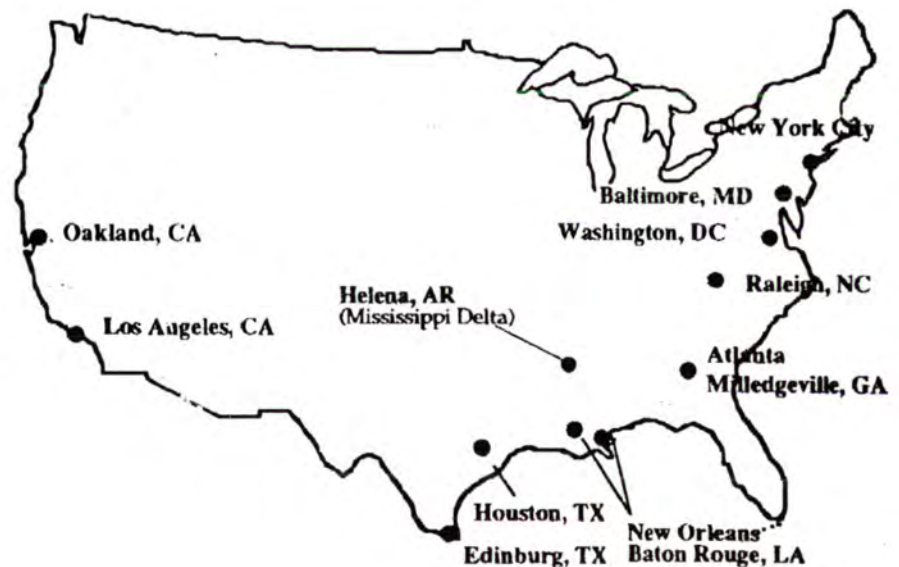 New York City
Baltimore, MD
Oakland, CA
Washington, DC
Helena, AR
(Mississippi Delta)
Raleigh, NC
Los Angeles, CA
Atlanta
Milledgeville, GA
Houston, TX
Edinburg, TX
New Orleans
Baton Rouge, LA